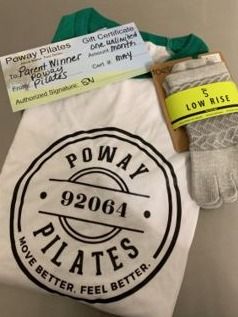 Poway Pilates Gift Certificate
one unlimited
To: Parent Winner Amount month
From: Poway Pilates Cert # may
Authorized Signature:
LOW RISE
POWAY
92064
PILATES
MOVE BETTER. FEEL BETTER.